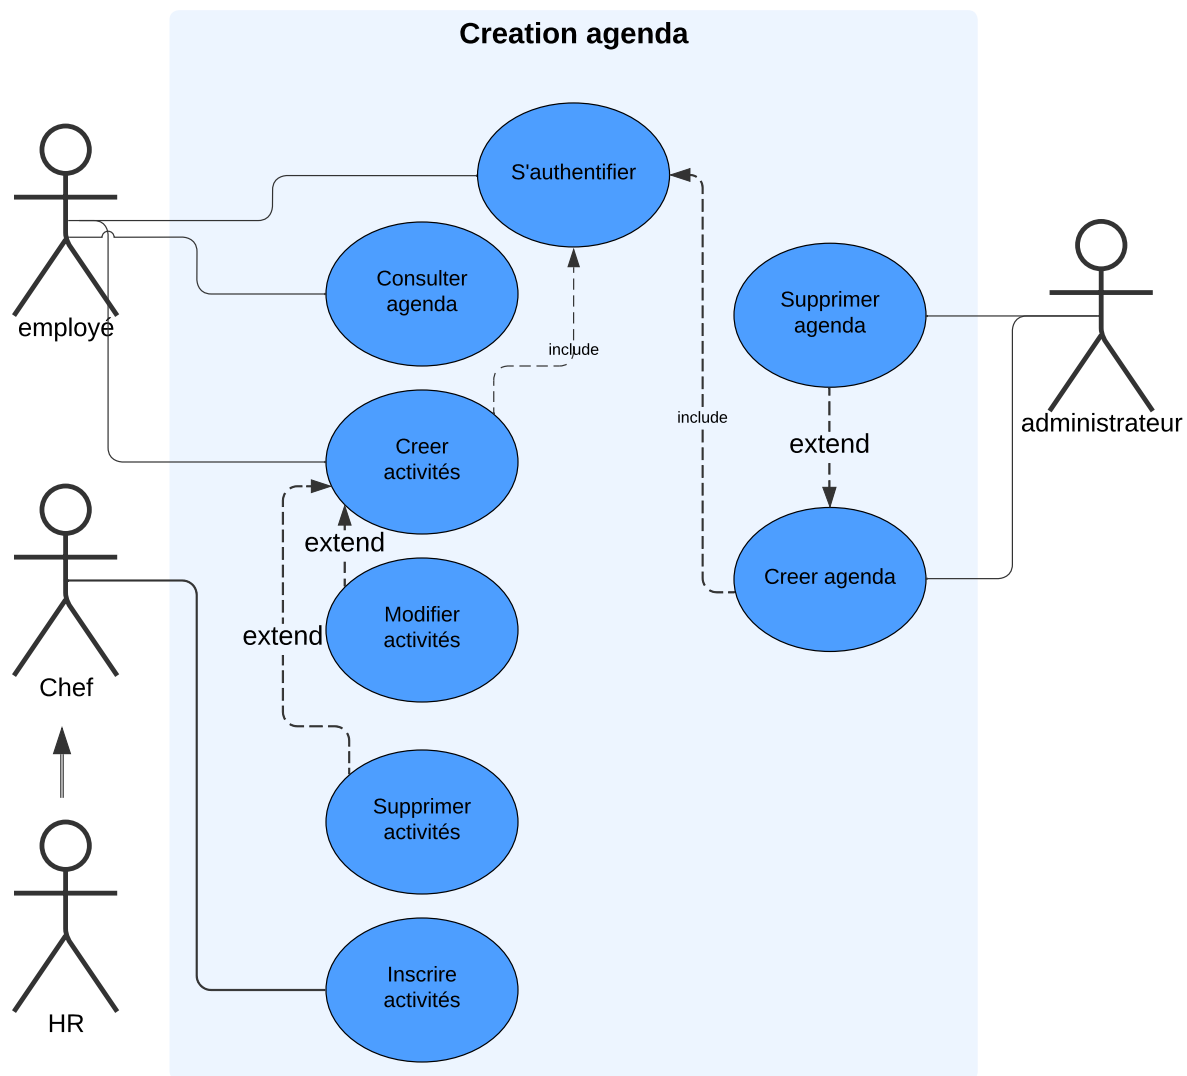 Creation agenda
S'authentifier
Consulter
agenda
Supprimer
agenda
employé
include
administrateur
include
extend
Creer
activités
extend
Creer agenda
Modifier
activités
extend
Chef
Supprimer
activités
Inscrire
activités
HR